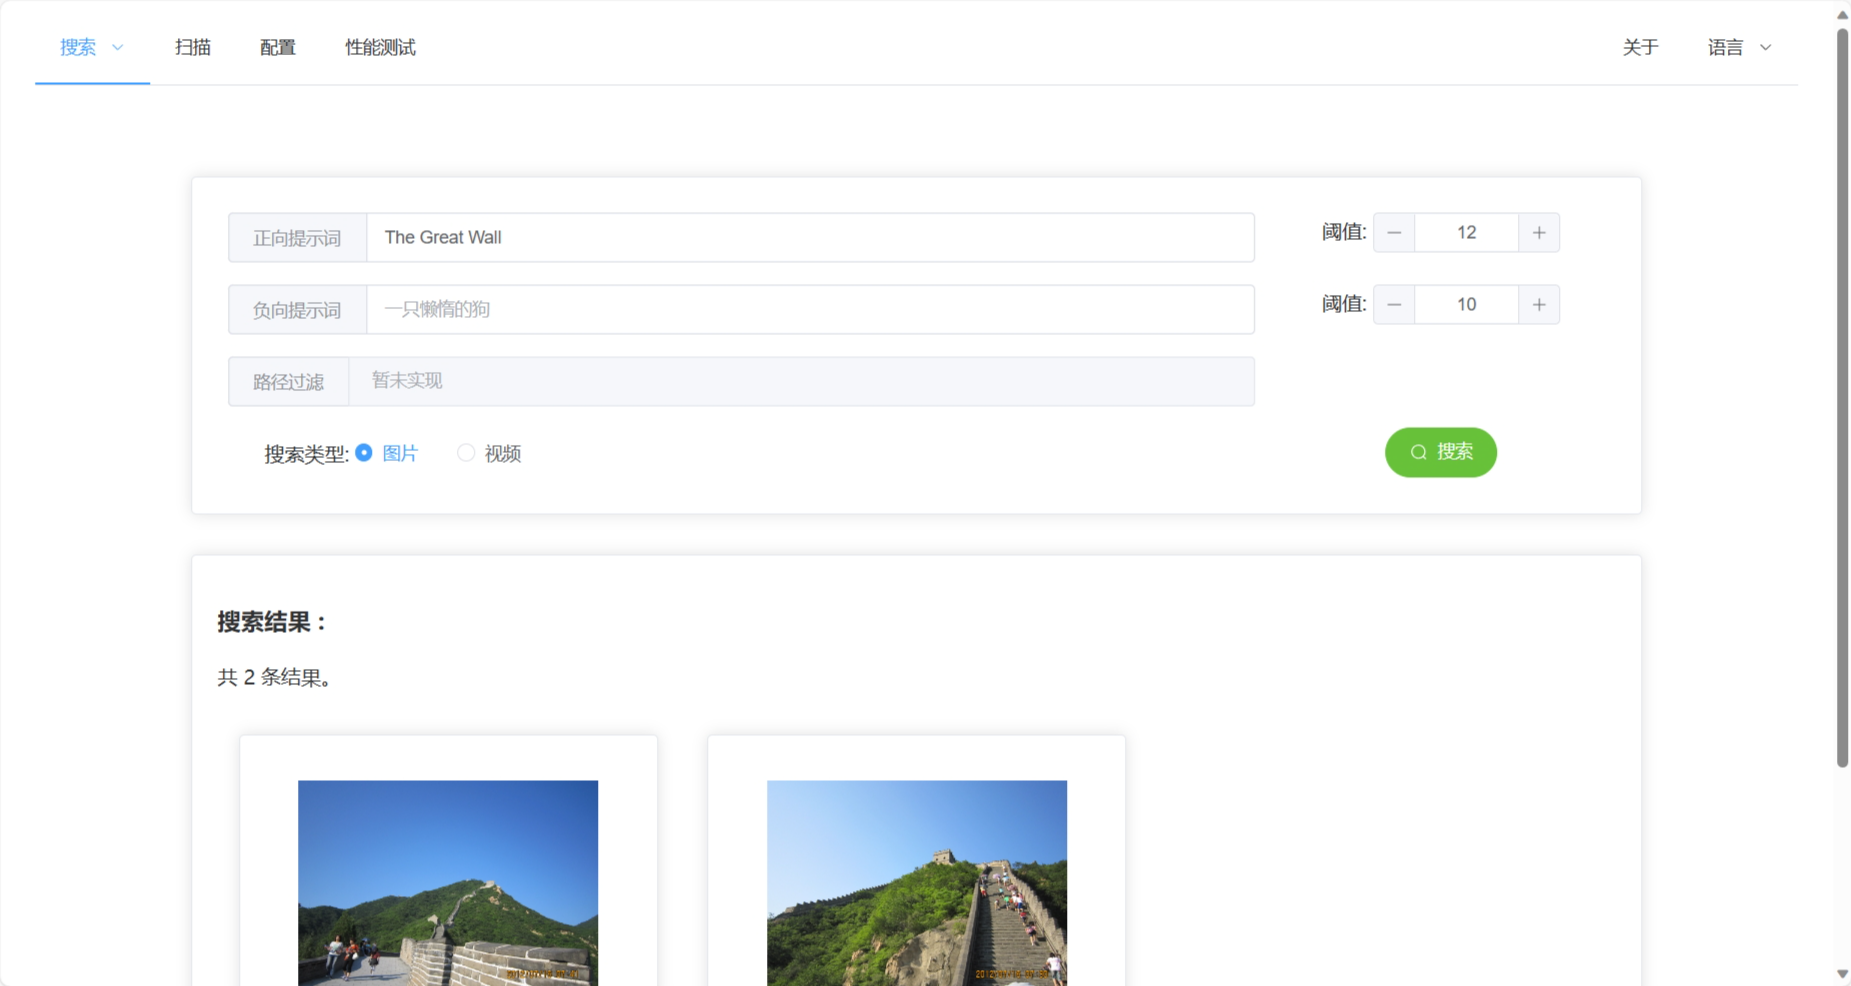 搜索 扫描 配置 性能测试 关于 语言
正向提示词 The Great Wall 阈值: 12
负向提示词 一只懒惰的狗 阈值: 10
路径过滤 暂未实现
搜索类型: 图片 视频 搜索
搜索结果：
共 2 条结果。